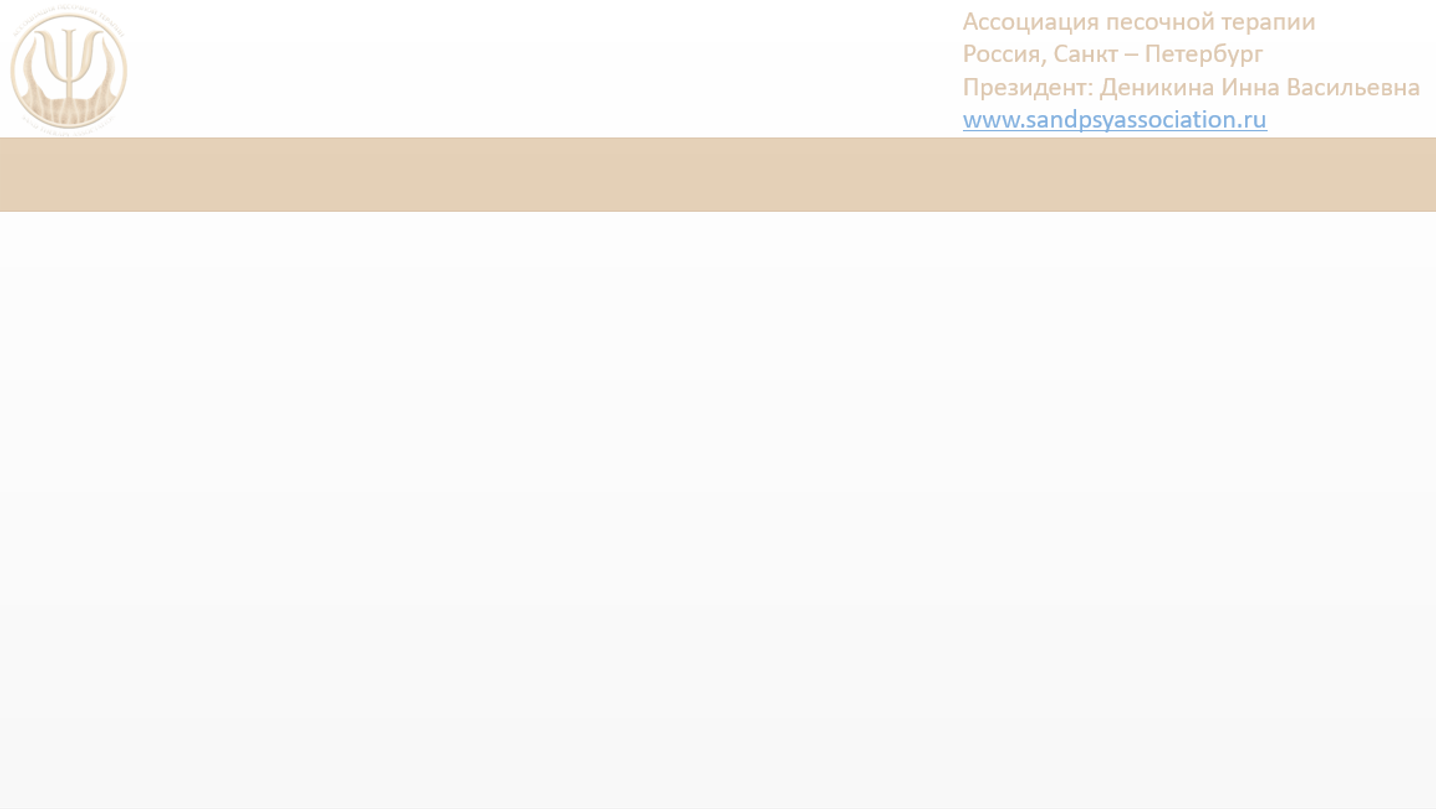 Ассоциация песочной терапии
Россия, Санкт – Петербург
Президент: Деникина Инна Васильевна
www.sandpsyassociation.ru